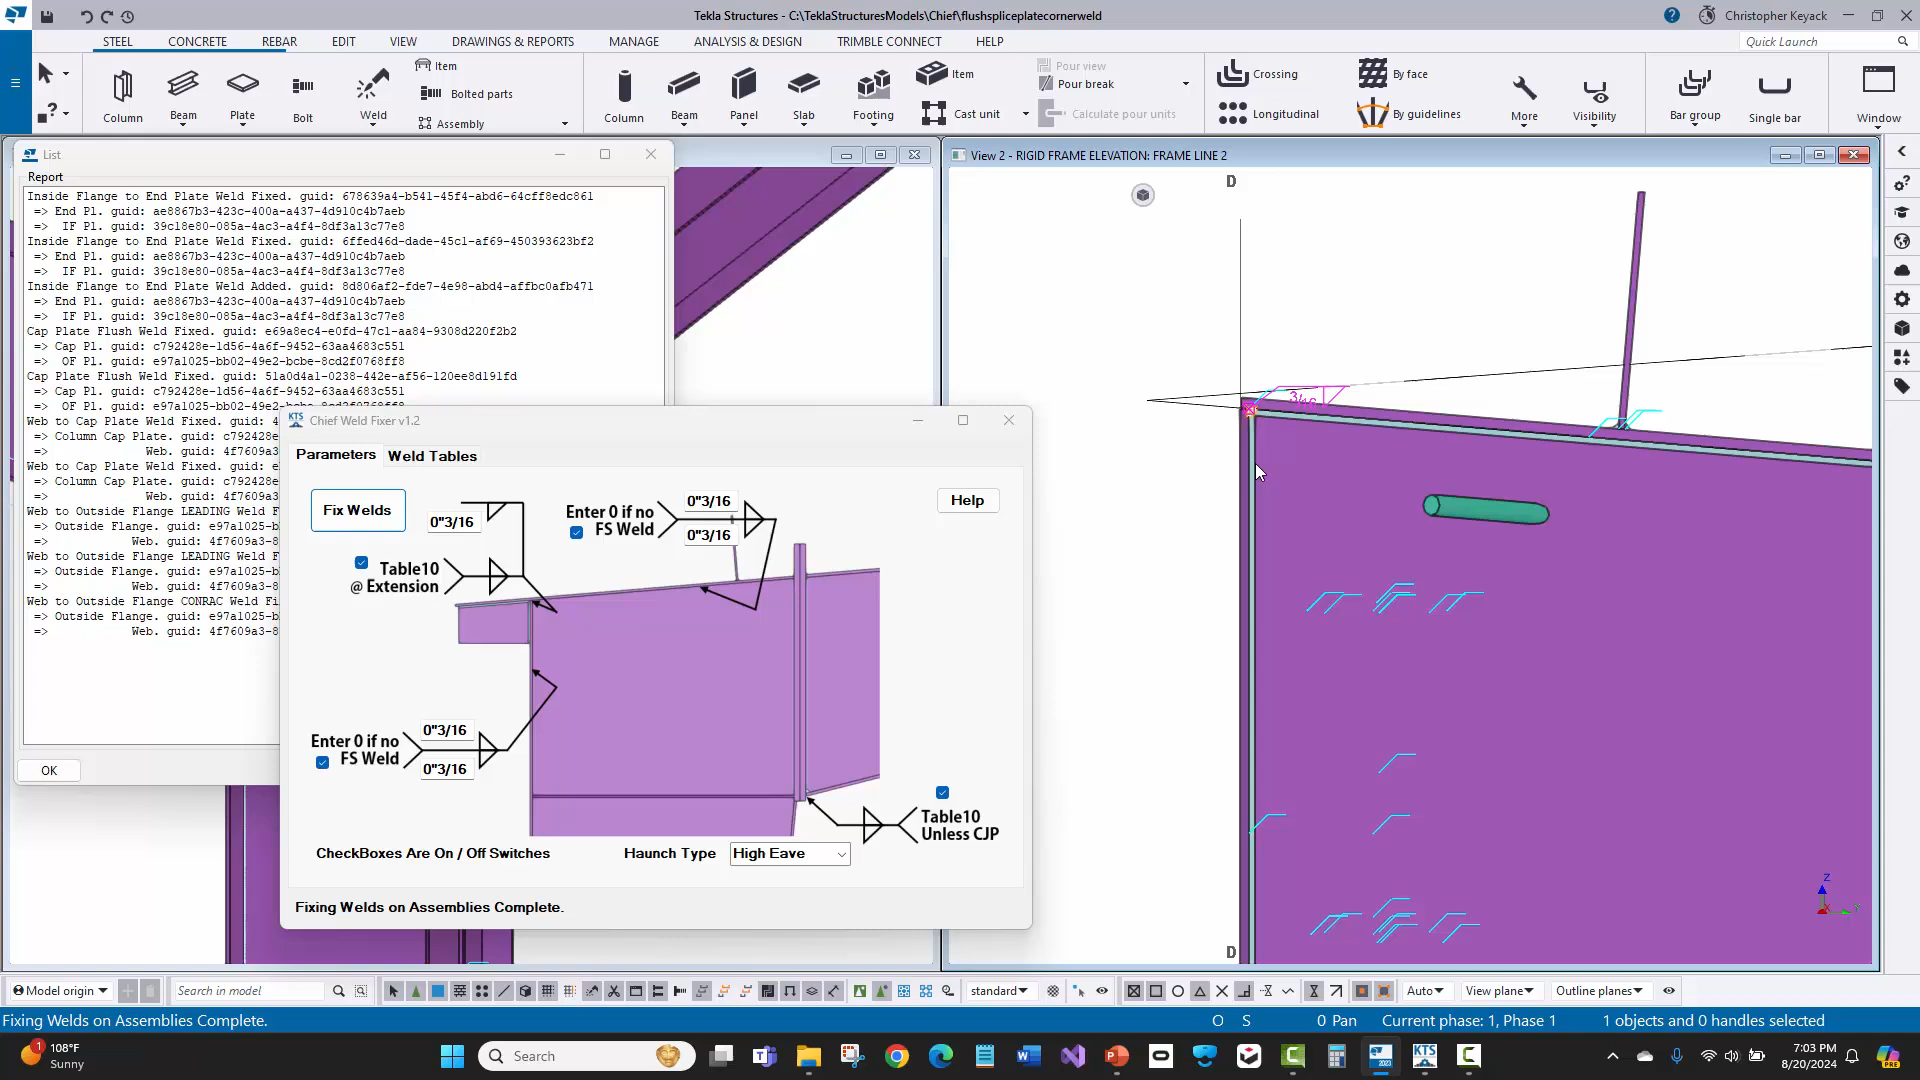 Tekla Structures - C:\TeklaStructuresModels\Chief\flushspliceplatecornerweld
Christopher Keyack
STEEL CONCRETE REBAR EDIT VIEW DRAWINGS & REPORTS MANAGE ANALYSIS & DESIGN TRIMBLE CONNECT HELP
Quick Launch
Item
Bolted parts
Assembly
Column Beam Plate Bolt Weld
Item
Cast unit
Pour view
Pour break
Calculate pour units
Column Beam Panel Slab Footing
Crossing
Longitudinal
By face
By guidelines
More Visibility Bar group Single bar Window
List
Report
Inside Flange to End Plate Weld Fixed. guid: 678639a4-b541-45f4-abd6-64cff8edc861
=> End Pl. guid: ae8867b3-423c-400a-a437-4d910c4b7aeb
=> IF Pl. guid: 39c18e80-085a-4ac3-a4f4-8df3a13c77e8
Inside Flange to End Plate Weld Fixed. guid: 6ffed46d-dade-45c1-af69-450393623bf2
=> End Pl. guid: ae8867b3-423c-400a-a437-4d910c4b7aeb
=> IF Pl. guid: 39c18e80-085a-4ac3-a4f4-8df3a13c77e8
Inside Flange to End Plate Weld Added. guid: 8d806af2-fde7-4e98-abd4-affbc0afb471
=> End Pl. guid: ae8867b3-423c-400a-a437-4d910c4b7aeb
=> IF Pl. guid: 39c18e80-085a-4ac3-a4f4-8df3a13c77e8
Cap Plate Flush Weld Fixed. guid: e69a8ec4-e0fd-47c1-aa84-9308d220f2b2
=> Cap Pl. guid: c792428e-1d56-4a6f-9452-63aa4683c551
=> OF Pl. guid: e97a1025-bb02-49e2-bcbe-8cd2f0768ff8
Cap Plate Flush Weld Fixed. guid: 51a0d4a1-0238-442e-af56-120ee8d191fd
=> Cap Pl. guid: c792428e-1d56-4a6f-9452-63aa4683c551
=> OF Pl. guid: e97a1025-bb02-49e2-bcbe-8cd2f0768ff8
Web to Cap Plate Weld Fixed. guid: 4
=> Column Cap Plate. guid: c792428e
=> Web. guid: 4f7609a3
Web to Cap Plate Weld Fixed. guid: e
=> Column Cap Plate. guid: c792428e
=> Web. guid: 4f7609a3
Web to Outside Flange LEADING Weld F
=> Outside Flange. guid: e97a1025-bb
=> Web. guid: 4f7609a3-8
Web to Outside Flange LEADING Weld F
=> Outside Flange. guid: e97a1025-bb
=> Web. guid: 4f7609a3-8
Web to Outside Flange CONRAC Weld Fi
=> Outside Flange. guid: e97a1025-bb
=> Web. guid: 4f7609a3-8
OK
Chief Weld Fixer v1.2
Parameters Weld Tables
Fix Welds
0"3/16
Enter 0 if no
FS Weld
0"3/16
0"3/16
Help
Table10
@ Extension
Enter 0 if no
FS Weld
0"3/16
0"3/16
Table10
Unless CJP
CheckBoxes Are On / Off Switches
Haunch Type High Eave
Fixing Welds on Assemblies Complete.
View 2 - RIGID FRAME ELEVATION: FRAME LINE 2
D
3/16
D
Z
Model origin
Search in model
standard
Auto
View plane
Outline planes
Fixing Welds on Assemblies Complete.
O S 0 Pan Current phase: 1, Phase 1 1 objects and 0 handles selected
1
108°F
Sunny
Search
2023
KTS
7:03 PM
8/20/2024
PRE